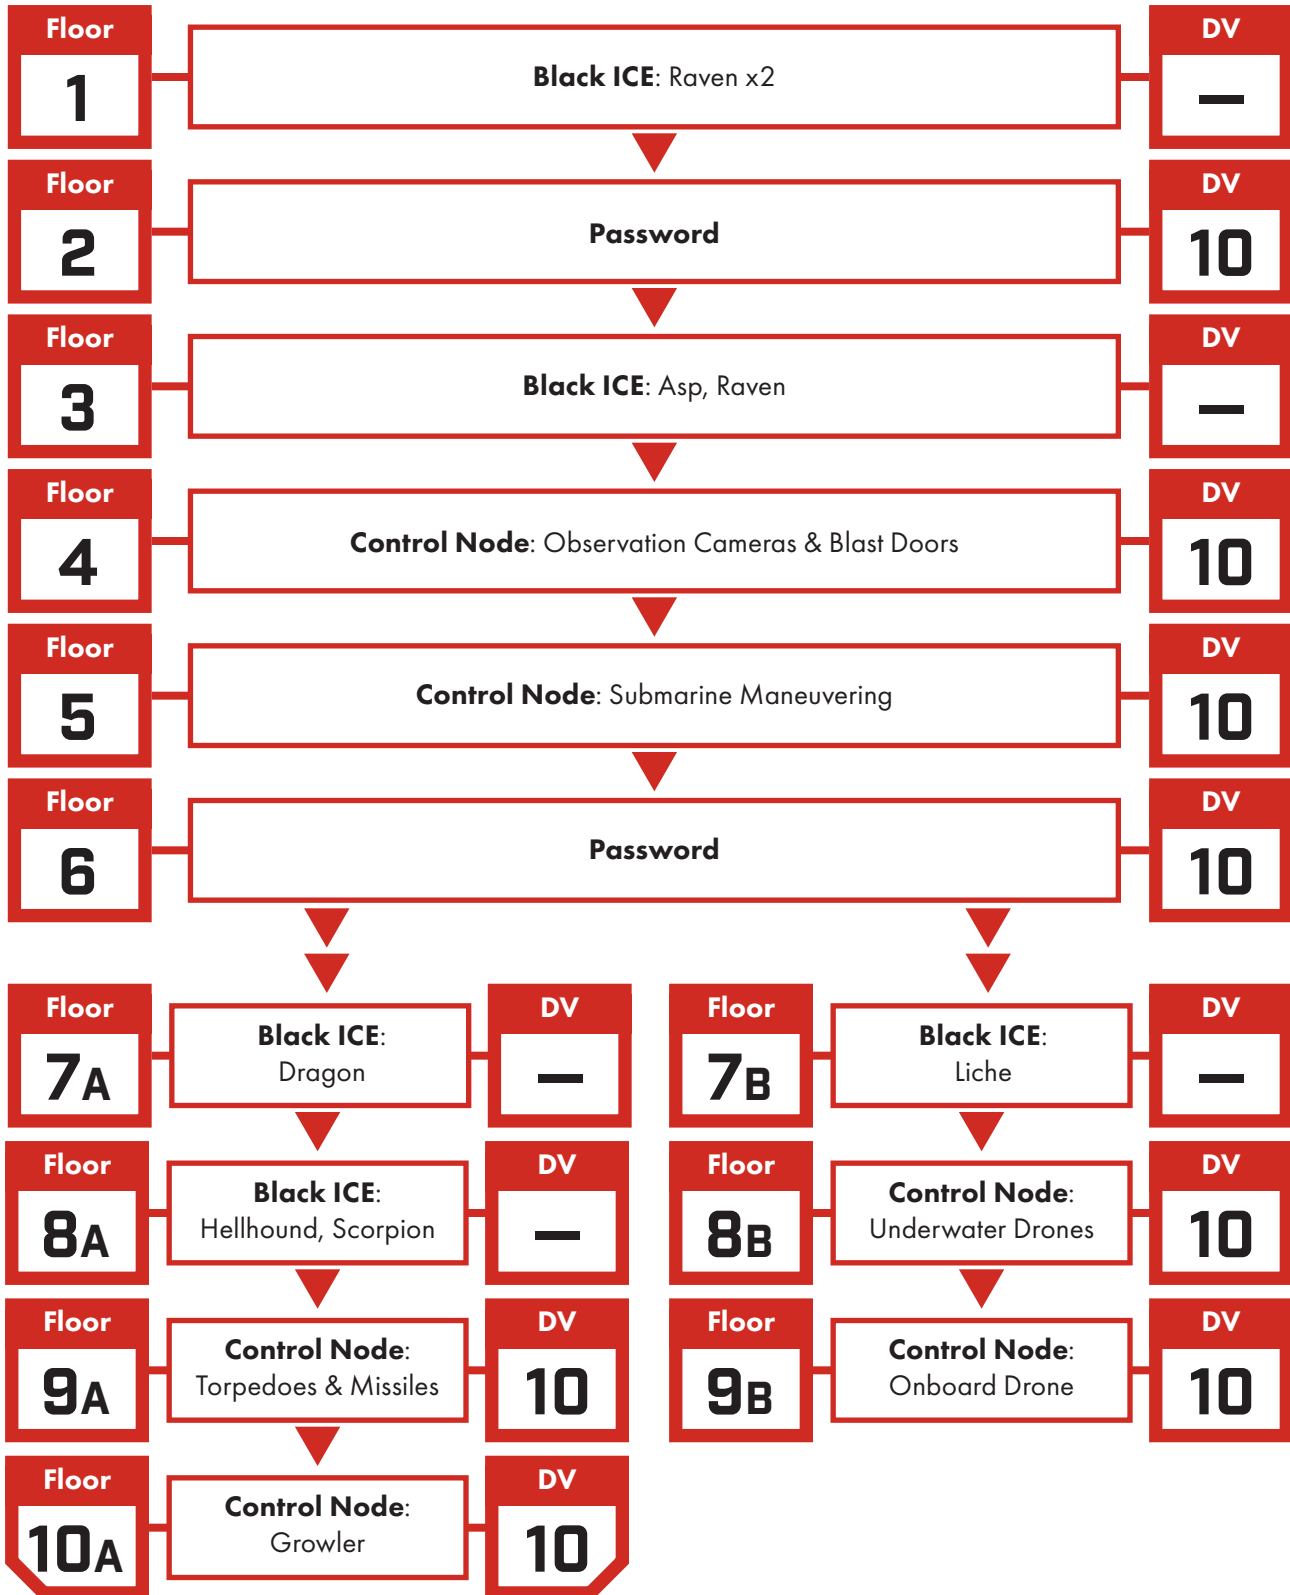 Floor
1
Black ICE: Raven x2
DV
—
Floor
2
Password
DV
10
Floor
3
Black ICE: Asp, Raven
DV
—
Floor
4
Control Node: Observation Cameras & Blast Doors
DV
10
Floor
5
Control Node: Submarine Maneuvering
DV
10
Floor
6
Password
DV
10
Floor
7A
Black ICE:
Dragon
DV
—
Floor
7B
Black ICE:
Liche
DV
—
Floor
8A
Black ICE:
Hellhound, Scorpion
DV
—
Floor
8B
Control Node:
Underwater Drones
DV
10
Floor
9A
Control Node:
Torpedoes & Missiles
DV
10
Floor
9B
Control Node:
Onboard Drone
DV
10
Floor
10A
Control Node:
Growler
DV
10